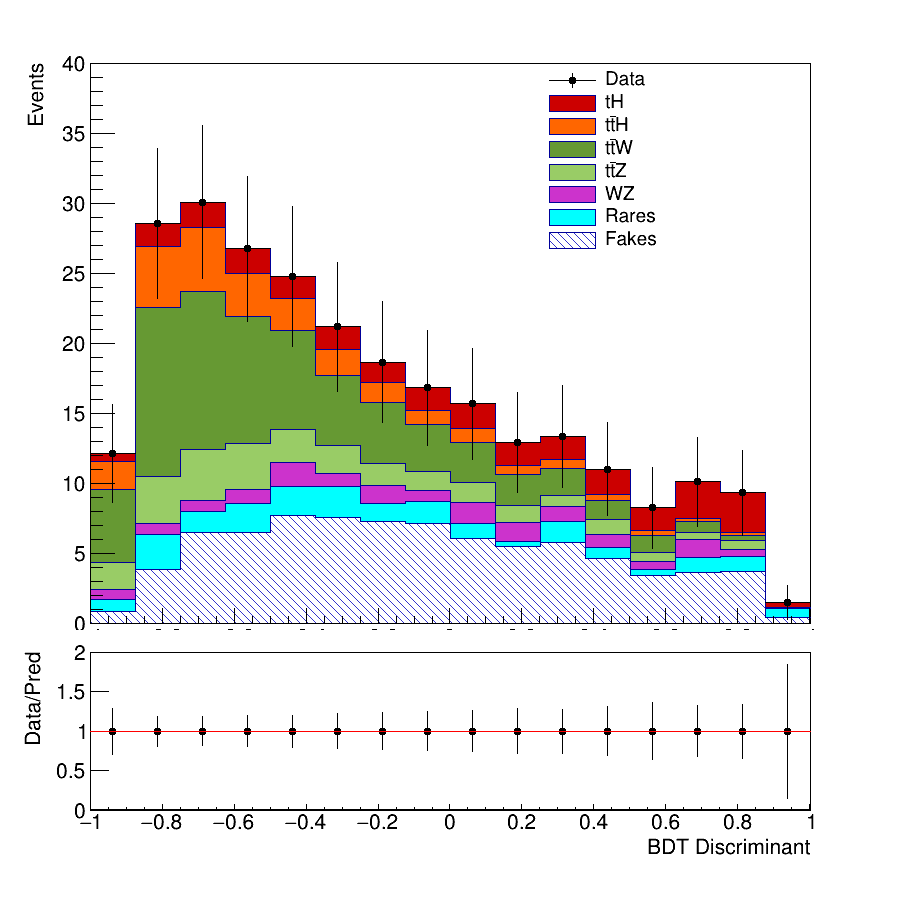 Events
40
35
30
25
20
15
10
5
0
Data
tH
tt̄H
tt̄W
tt̄Z
WZ
Rares
Fakes
Data/Pred
2
1.5
1
0.5
0
−1 −0.8 −0.6 −0.4 −0.2 0 0.2 0.4 0.6 0.8 1
BDT Discriminant